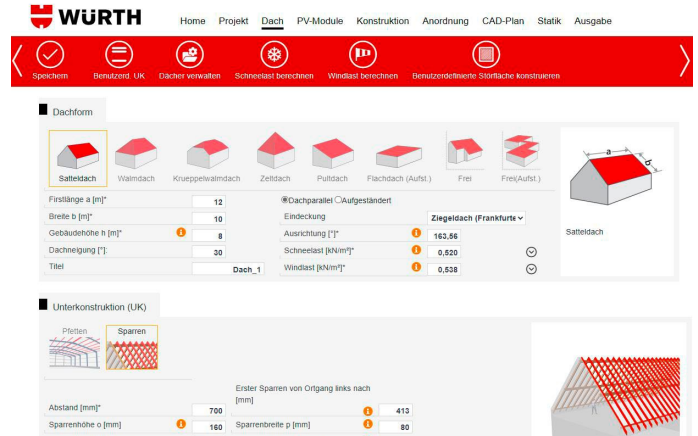 WÜRTH
Home Projekt Dach PV-Module Konstruktion Anordnung CAD-Plan Statik Ausgabe
Speichern Benutzerd. UK Dächer verwalten Schneelast berechnen Windlast berechnen Benutzerdefinierte Störfläche konstruieren
Dachform
Satteldach Walmdach Krueppelwalmdach Zeltdach Pultdach Flachdach (Aufst.) Frei Frei(Aufst.)
a b
Firstlänge a [m]* 12 Dachparallel Aufgeständert
Breite b [m]* 10 Eindeckung Ziegeldach (Frankfurte
Gebäudehöhe h [m]* 8 Ausrichtung [°]* 163,56 Satteldach
Dachneigung [°]: 30 Schneelast [kN/m²]* 0,520
Titel Dach_1 Windlast [kN/m²]* 0,538
Unterkonstruktion (UK)
Pfetten Sparren
Erster Sparren von Ortgang links nach
[mm]
Abstand [mm]* 700 413
Sparrenhöhe o [mm] 160 Sparrenbreite p [mm] 80